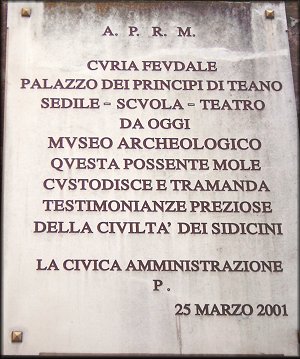 A. P. R. M.
CVRIA FEVDALE
PALAZZO DEI PRINCIPI DI TEANO
SEDILE - SCVOLA - TEATRO
DA OGGI
MVSEO ARCHEOLOGICO
QVESTA POSSENTE MOLE
CVSTODISCE E TRAMANDA
TESTIMONIANZE PREZIOSE
DELLA CIVILTA' DEI SIDICINI
LA CIVICA AMMINISTRAZIONE
P.
25 MARZO 2001